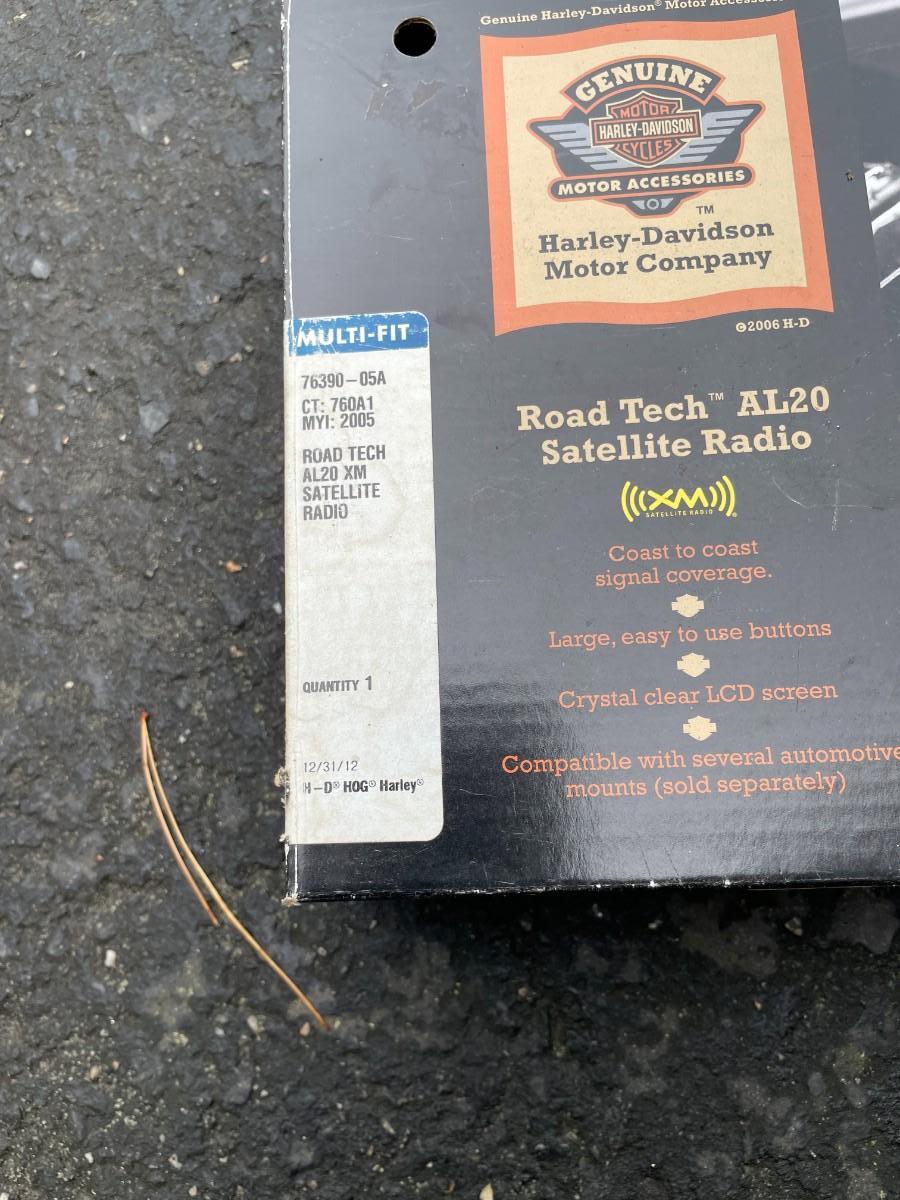 Genuine Harley-Davidson® Motor
GENUINE
MOTOR
HARLEY-DAVIDSON
CYCLES
MOTOR ACCESSORIES
TM
Harley-Davidson
Motor Company
©2006 H-D
MULTI-FIT
76390-05A
CT: 760A1
MYI: 2005
ROAD TECH
AL20 XM
SATELLITE
RADIO
QUANTITY 1
12/31/12
H-D® HOG® Harley®
Road Tech™ AL20
Satellite Radio
XM
SATELLITE RADIO
Coast to coast
signal coverage.
Large, easy to use buttons
Crystal clear LCD screen
Compatible with several automotive
mounts (sold separately)